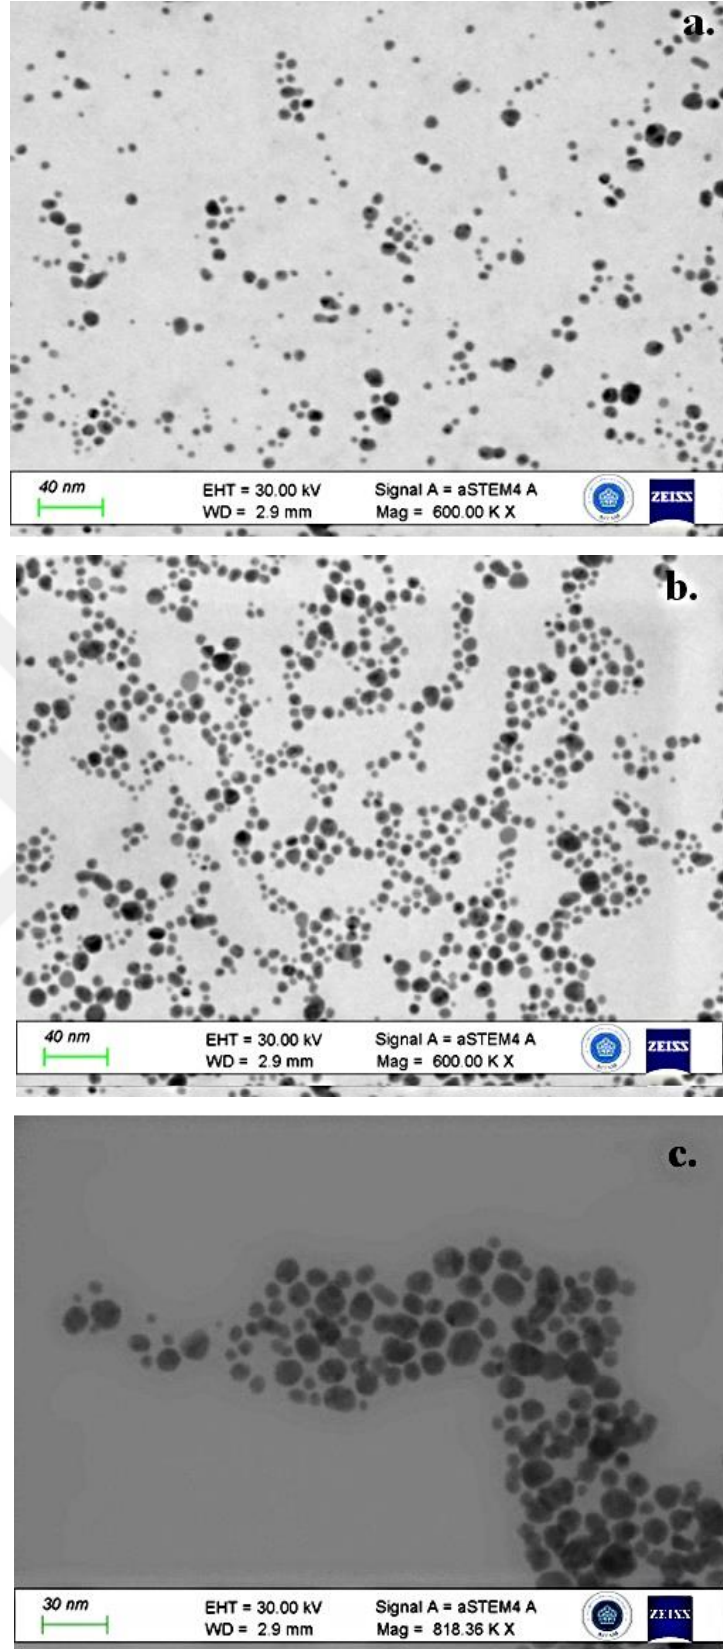 a.
40 nm
EHT = 30.00 kV
Signal A = aSTEM4 A
WD = 2.9 mm
Mag = 600.00 K X
ZEISS
b.
40 nm
EHT = 30.00 kV
Signal A = aSTEM4 A
WD = 2.9 mm
Mag = 600.00 K X
ZEISS
c.
30 nm
EHT = 30.00 kV
Signal A = aSTEM4 A
WD = 2.9 mm
Mag = 818.36 K X
ZEISS